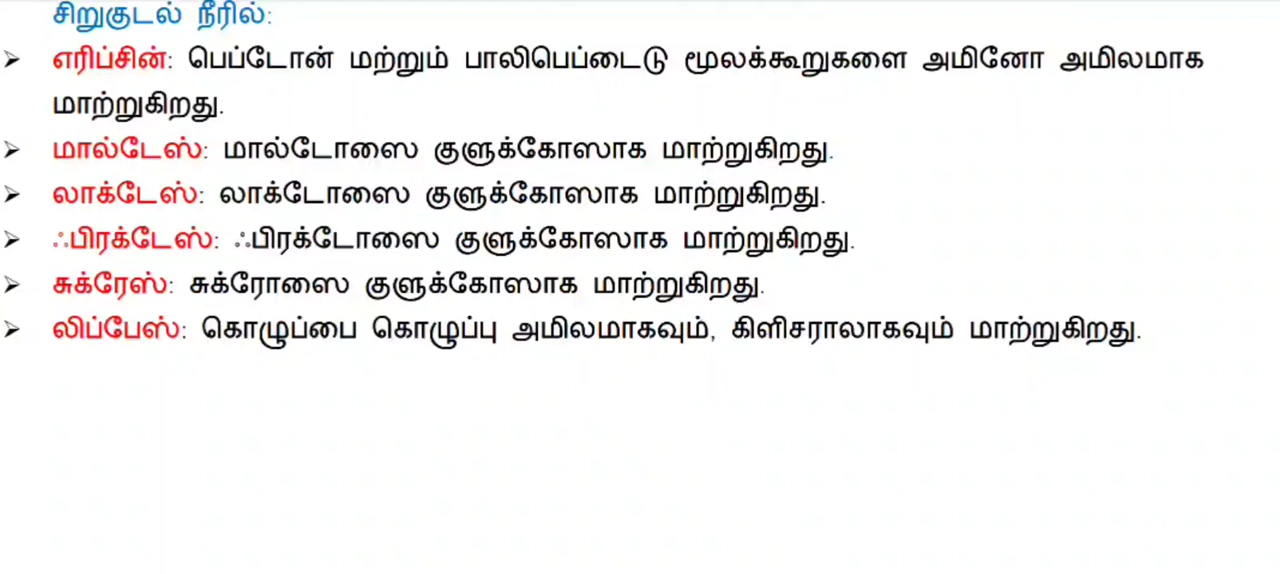 சிறுகுடல் நீரில்:
➢ எரிப்சின்: பெப்டோன் மற்றும் பாலிபெப்டைடு மூலக்கூறுகளை அமினோ அமிலமாக
மாற்றுகிறது.
➢ மால்டேஸ்: மால்டோஸை குளுக்கோஸாக மாற்றுகிறது.
➢ லாக்டேஸ்: லாக்டோஸை குளுக்கோஸாக மாற்றுகிறது.
➢ ஃபிரக்டேஸ்: ஃபிரக்டோஸை குளுக்கோஸாக மாற்றுகிறது.
➢ சுக்ரேஸ்: சுக்ரோஸை குளுக்கோஸாக மாற்றுகிறது.
➢ லிப்பேஸ்: கொழுப்பை கொழுப்பு அமிலமாகவும், கிளிசராலாகவும் மாற்றுகிறது.